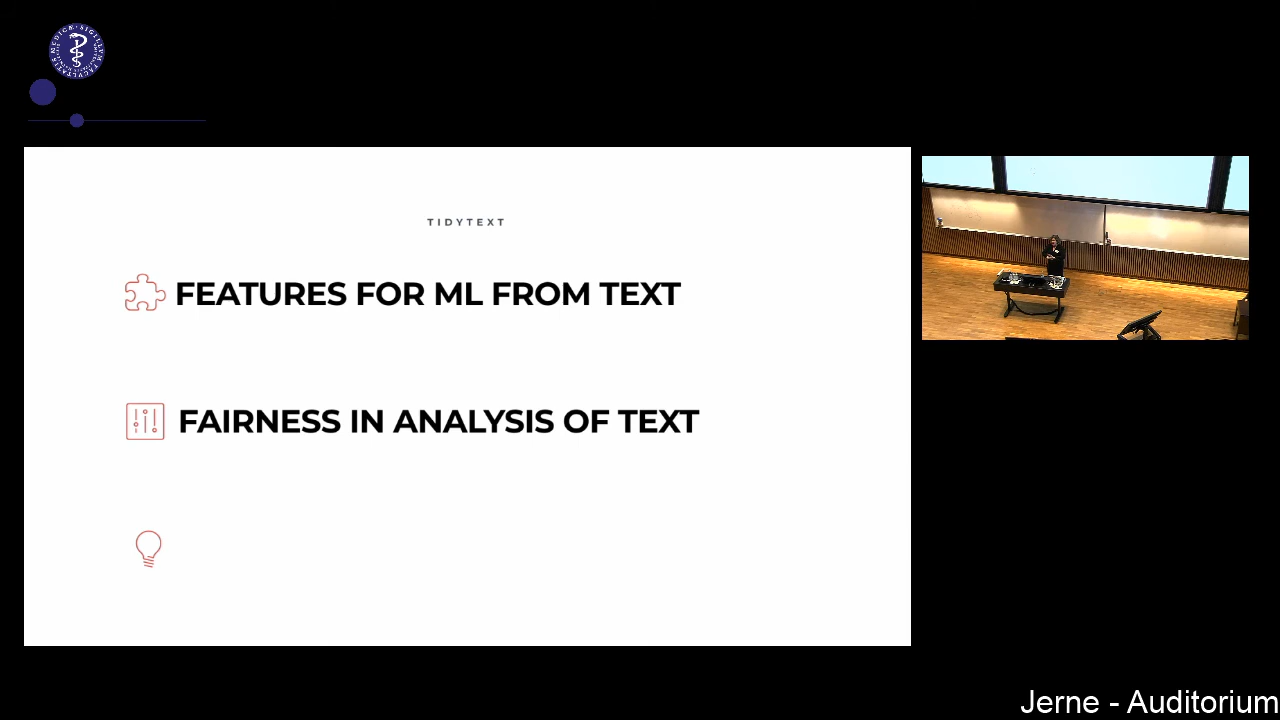 TIDYTEXT
FEATURES FOR ML FROM TEXT
FAIRNESS IN ANALYSIS OF TEXT
Jerne - Auditorium